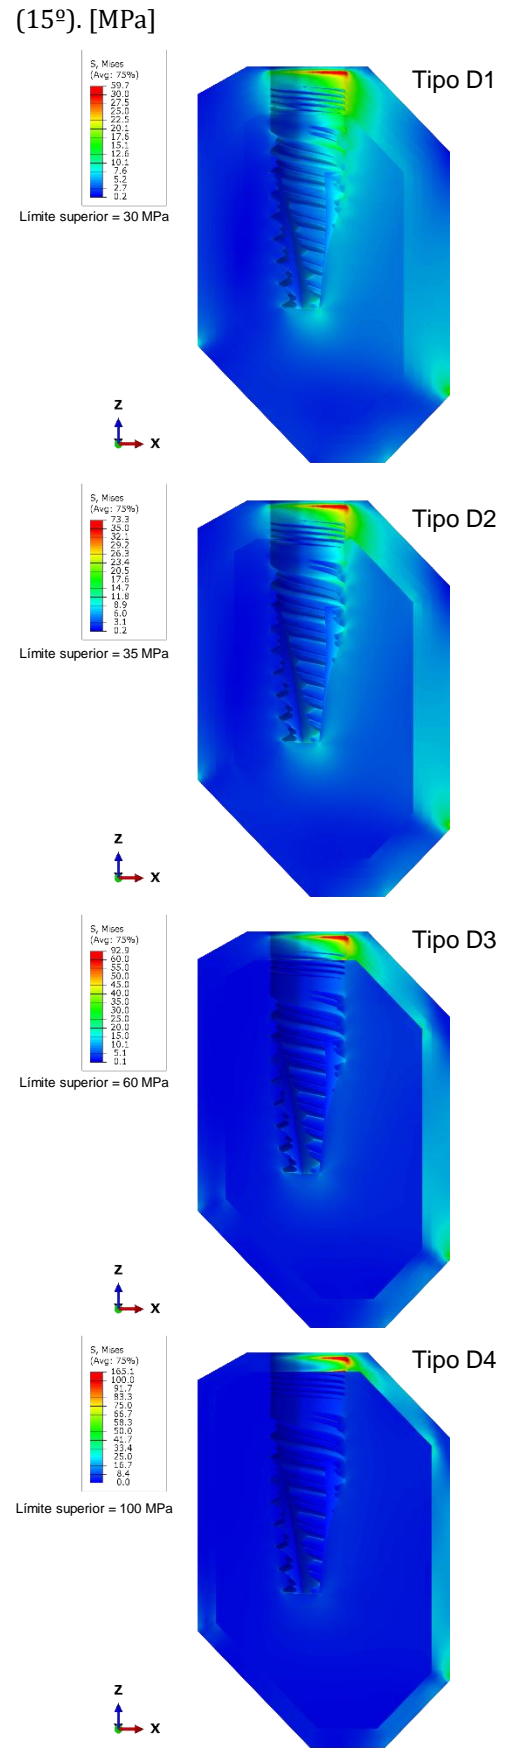 (15º). [MPa]
Tipo D1
S, Mises
(Avg: 75%)
59.7
30.0
27.5
25.0
22.5
20.1
17.6
15.1
12.6
10.1
7.6
5.2
2.7
0.2
Límite superior = 30 MPa
Z
X
Tipo D2
S, Mises
(Avg: 75%)
73.3
35.0
32.1
29.2
26.3
23.4
20.5
17.6
14.7
11.8
8.9
6.0
3.1
0.2
Límite superior = 35 MPa
Z
X
Tipo D3
S, Mises
(Avg: 75%)
92.9
60.0
55.0
50.0
45.0
40.0
35.0
30.0
25.0
20.0
15.0
10.1
5.1
0.1
Límite superior = 60 MPa
Z
X
Tipo D4
S, Mises
(Avg: 75%)
165.1
100.0
91.7
83.3
75.0
66.7
58.3
50.0
41.7
33.4
25.0
16.7
8.4
0.0
Límite superior = 100 MPa
Z
X